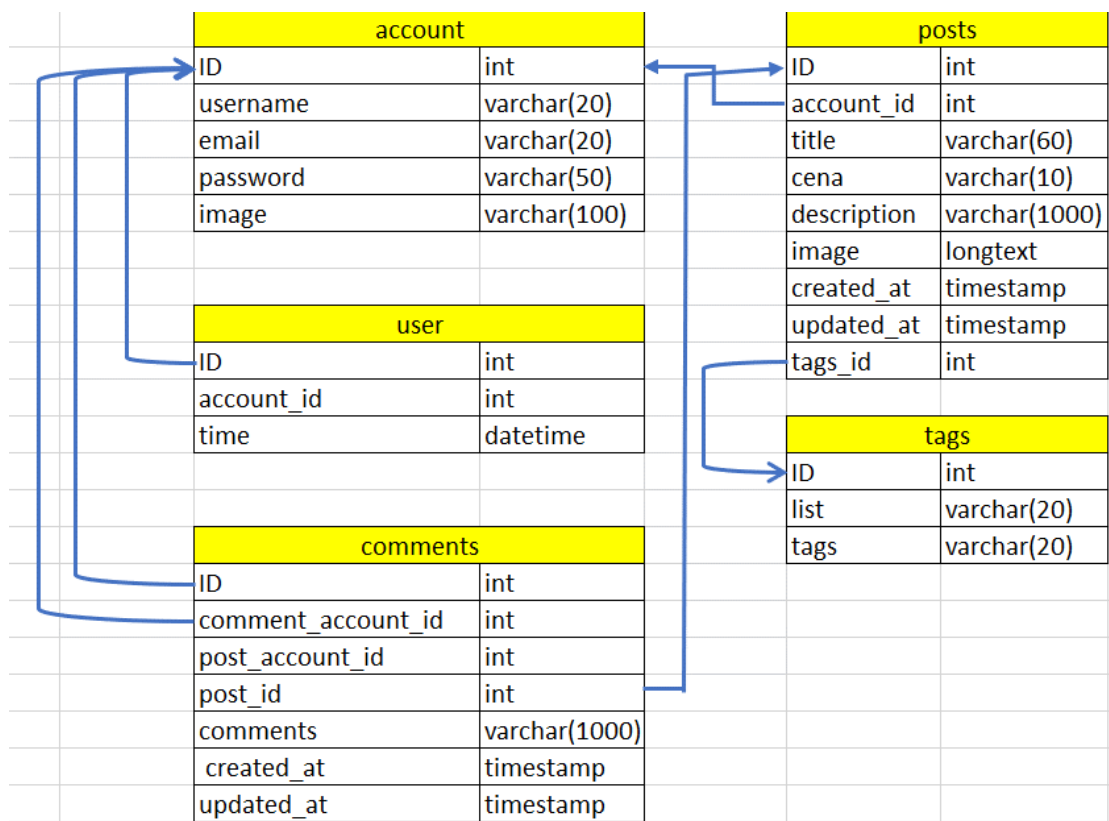 account
ID int
username varchar(20)
email varchar(20)
password varchar(50)
image varchar(100)
user
ID int
account_id int
time datetime
comments
ID int
comment_account_id int
post_account_id int
post_id int
comments varchar(1000)
created_at timestamp
updated_at timestamp
posts
ID int
account_id int
title varchar(60)
cena varchar(10)
description varchar(1000)
image longtext
created_at timestamp
updated_at timestamp
tags_id int
tags
ID int
list varchar(20)
tags varchar(20)